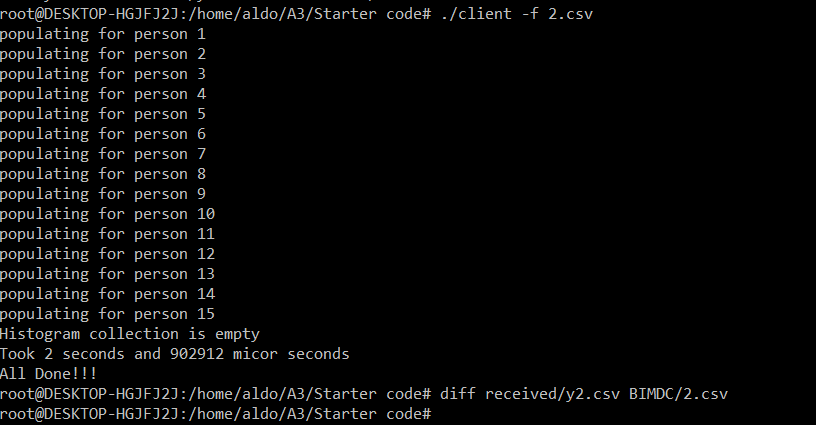 root@DESKTOP-HGJFJ2J:/home/aldo/A3/Starter code# ./client -f 2.csv
populating for person 1
populating for person 2
populating for person 3
populating for person 4
populating for person 5
populating for person 6
populating for person 7
populating for person 8
populating for person 9
populating for person 10
populating for person 11
populating for person 12
populating for person 13
populating for person 14
populating for person 15
Histogram collection is empty
Took 2 seconds and 902912 micor seconds
All Done!!!
root@DESKTOP-HGJFJ2J:/home/aldo/A3/Starter code# diff received/y2.csv BIMDC/2.csv
root@DESKTOP-HGJFJ2J:/home/aldo/A3/Starter code#